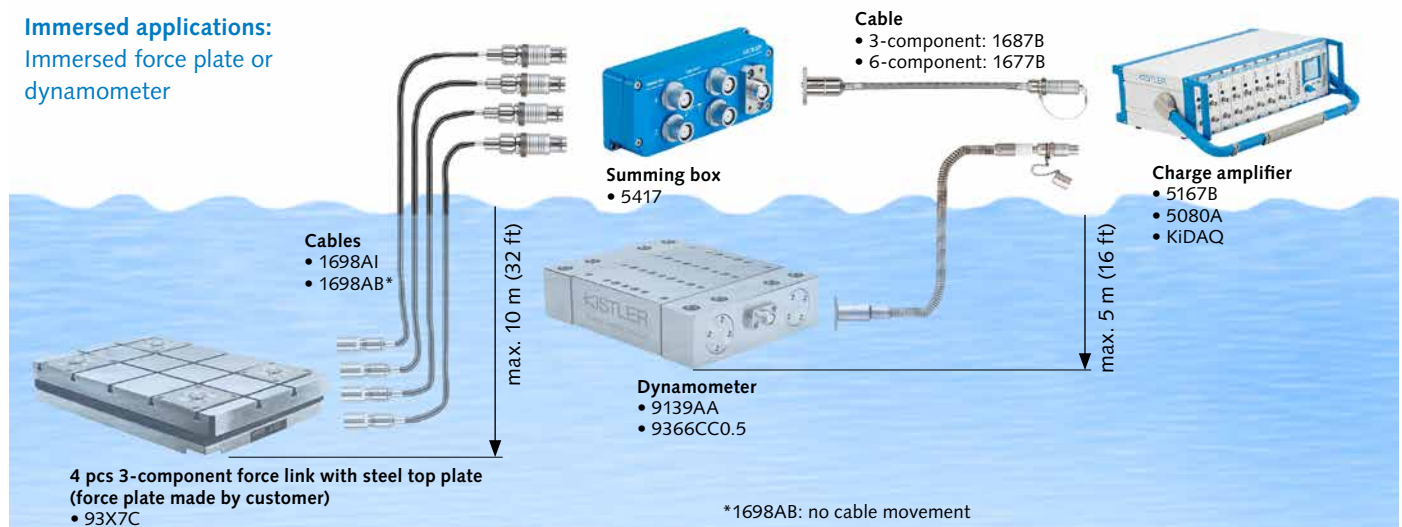 Immersed applications:
Immersed force plate or
dynamometer
Cable
• 3-component: 1687B
• 6-component: 1677B
KISTLER
Summing box
• 5417
Charge amplifier
• 5167B
• 5080A
• KiDAQ
Cables
• 1698AI
• 1698AB*
max. 10 m (32 ft)
KISTLER
max. 5 m (16 ft)
Dynamometer
• 9139AA
• 9366CC0.5
4 pcs 3-component force link with steel top plate
(force plate made by customer)
• 93X7C
*1698AB: no cable movement